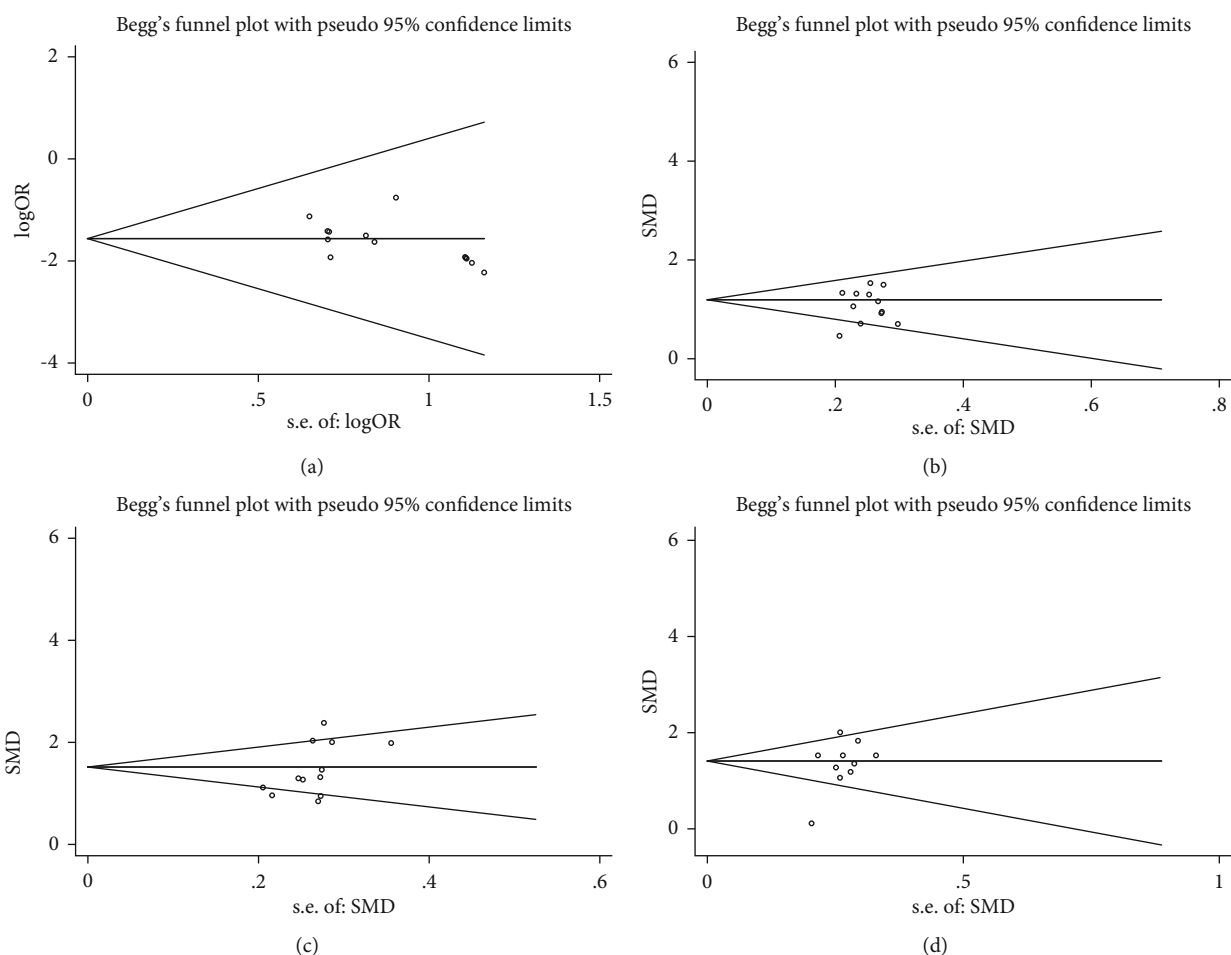 Begg's funnel plot with pseudo 95% confidence limits
2
0
-2
-4
logOR
0 .5 1 1.5
s.e. of: logOR
(a)
Begg's funnel plot with pseudo 95% confidence limits
6
4
2
0
SMD
0 .2 .4 .6 .8
s.e. of: SMD
(b)
Begg's funnel plot with pseudo 95% confidence limits
6
4
2
0
SMD
0 .2 .4 .6
s.e. of: SMD
(c)
Begg's funnel plot with pseudo 95% confidence limits
6
4
2
0
SMD
0 .5 1
s.e. of: SMD
(d)